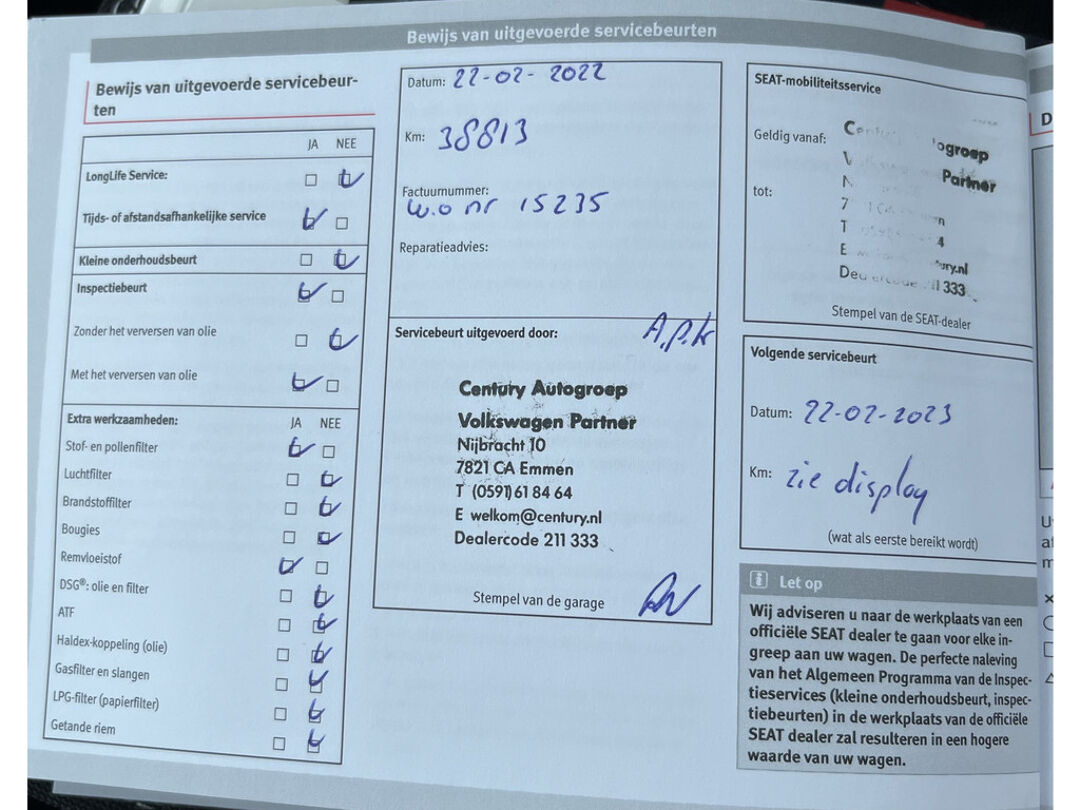 Bewijs van uitgevoerde servicebeurten
Bewijs van uitgevoerde servicebeur-
ten
JA NEE
LongLife Service:
Tijds- of afstandsafhankelijke service
Kleine onderhoudsbeurt
Inspectiebeurt
Zonder het verversen van olie
Met het verversen van olie
Extra werkzaamheden: JA NEE
Stof- en pollenfilter
Luchtfilter
Brandstoffilter
Bougies
Remvloeistof
DSG®: olie en filter
ATF
Haldex-koppeling (olie)
Gasfilter en slangen
LPG-filter (papierfilter)
Getande riem
Datum: 22-02-2022
Km: 38813
Factuurnummer:
w.o nr 15235
Reparatieadvies:
Servicebeurt uitgevoerd door: A.p.k
Century Autogroep
Volkswagen Partner
Nijbracht 10
7821 CA Emmen
T (0591) 61 84 64
E welkom@century.nl
Dealercode 211 333
Stempel van de garage
SEAT-mobiliteitsservice
Geldig vanaf:
tot:
ogroep
Partner
7
T 4
E ury.nl
333
Stempel van de SEAT-dealer
Volgende servicebeurt
Datum: 22-02-2023
Km: zie display
(wat als eerste bereikt wordt)
Let op
Wij adviseren u naar de werkplaats van een
officiële SEAT dealer te gaan voor elke in-
greep aan uw wagen. De perfecte naleving
van het Algemeen Programma van de Inspec-
tieservices (kleine onderhoudsbeurt, inspec-
tiebeurten) in de werkplaats van de officiële
SEAT dealer zal resulteren in een hogere
waarde van uw wagen.